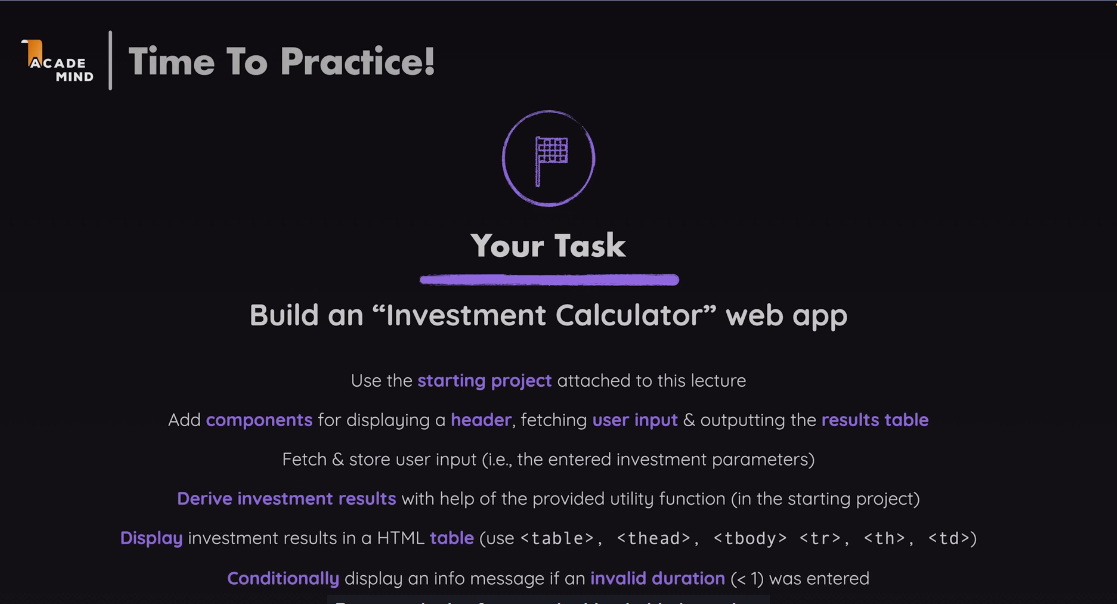 ACADE
MIND
Time To Practice!
Your Task
Build an “Investment Calculator” web app
Use the starting project attached to this lecture
Add components for displaying a header, fetching user input & outputting the results table
Fetch & store user input (i.e., the entered investment parameters)
Derive investment results with help of the provided utility function (in the starting project)
Display investment results in a HTML table (use <table>, <thead>, <tbody> <tr>, <th>, <td>)
Conditionally display an info message if an invalid duration (< 1) was entered